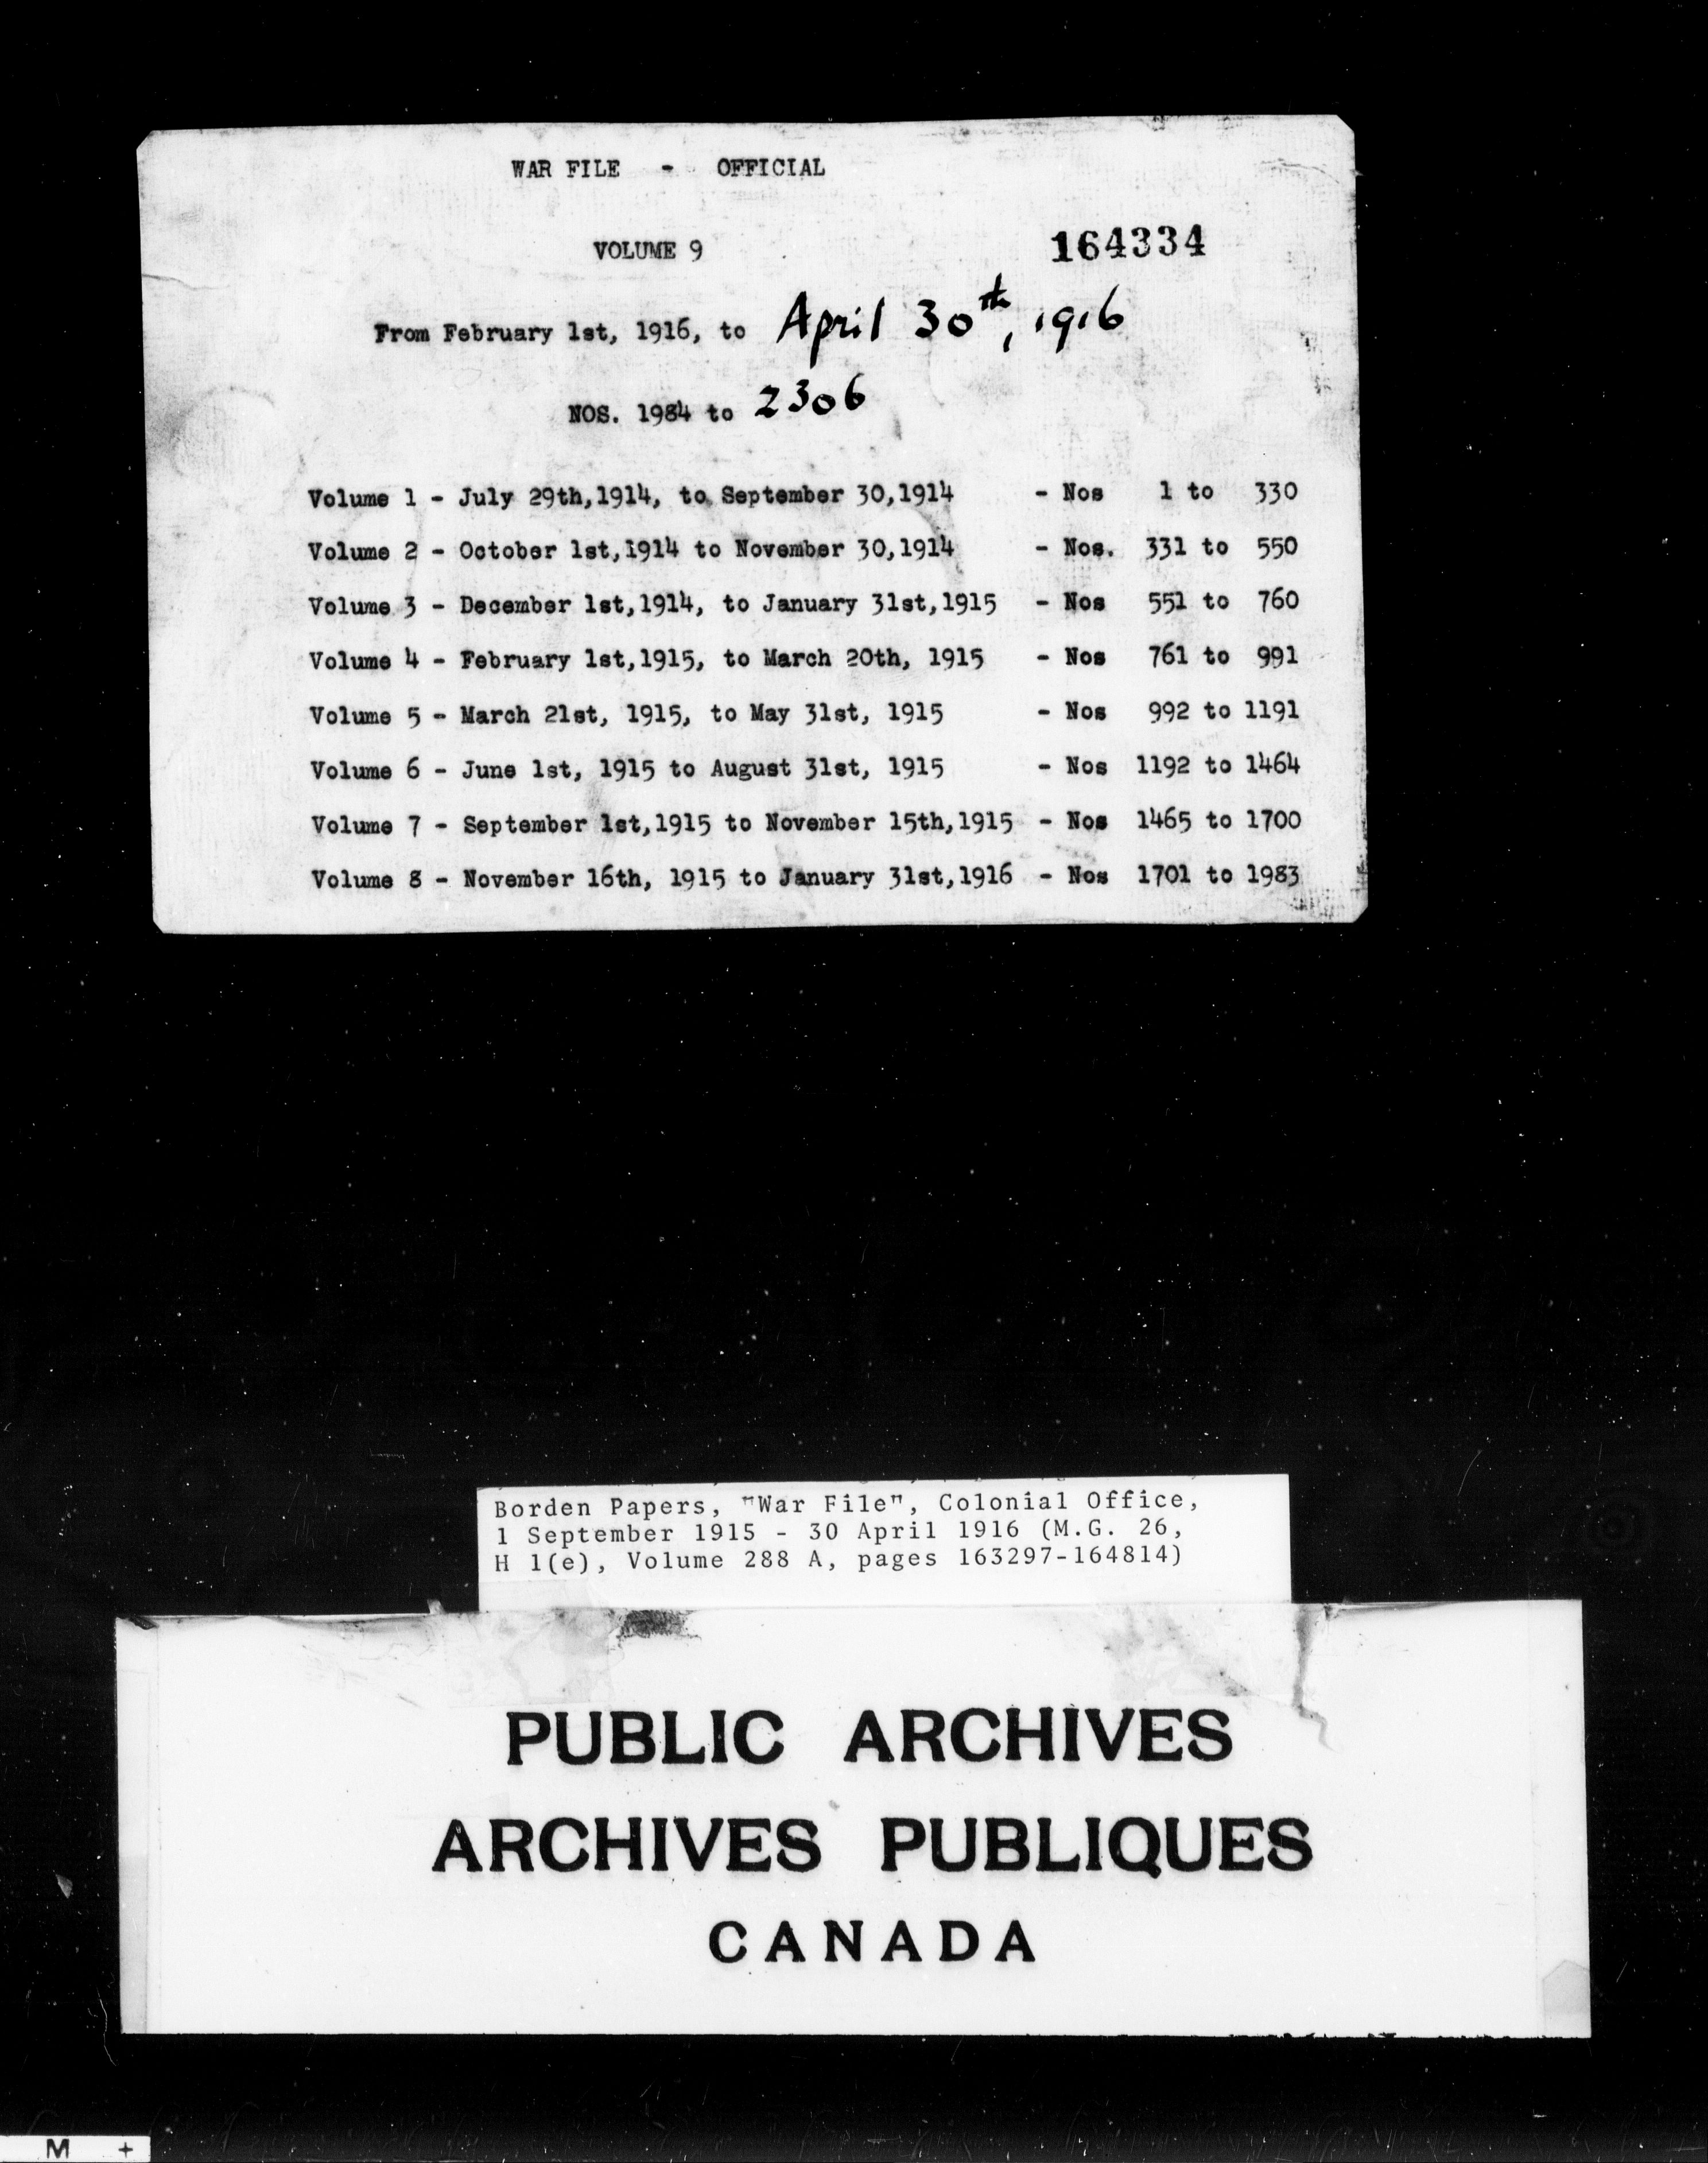 WAR FILE - OFFICIAL
VOLUME 9
164334
From February 1st, 1916, to April 30th, 1916
NOS. 1984 to 2306
Volume 1 - July 29th,1914, to September 30,1914 - Nos 1 to 330
Volume 2 - October 1st,1914 to November 30,1914 - Nos. 331 to 550
Volume 3 - December 1st,1914, to January 31st,1915 - Nos 551 to 760
Volume 4 - February 1st,1915, to March 20th, 1915 - Nos 761 to 991
Volume 5 - March 21st, 1915, to May 31st, 1915 - Nos 992 to 1191
Volume 6 - June 1st, 1915 to August 31st, 1915 - Nos 1192 to 1464
Volume 7 - September 1st,1915 to November 15th,1915 - Nos 1465 to 1700
Volume 8 - November 16th, 1915 to January 31st,1916 - Nos 1701 to 1983
Borden Papers, "War File", Colonial Office,
1 September 1915 - 30 April 1916 (M.G. 26,
H 1(e), Volume 288 A, pages 163297-164814)
PUBLIC ARCHIVES
ARCHIVES PUBLIQUES
CANADA
M +